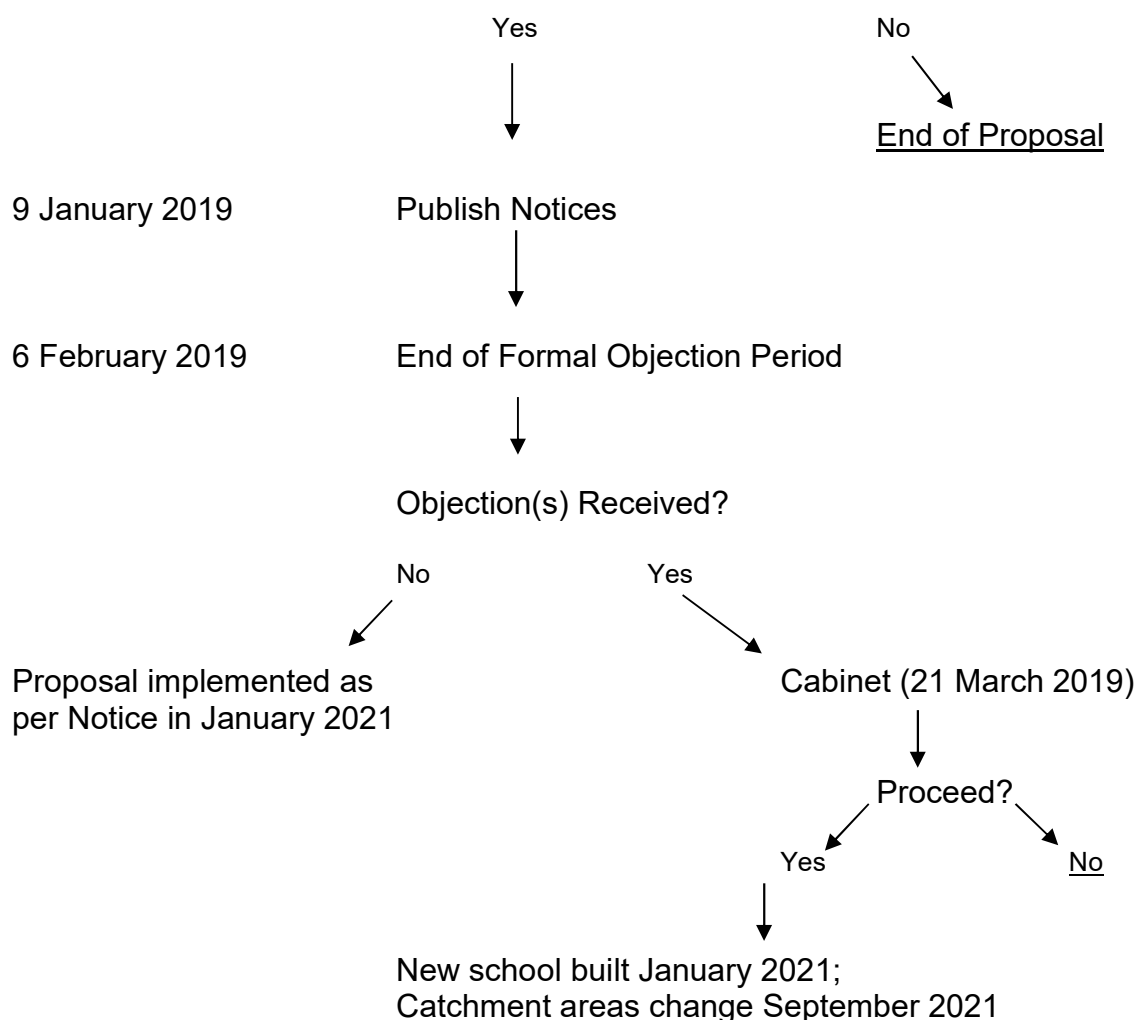 Yes
No
End of Proposal
9 January 2019
Publish Notices
6 February 2019
End of Formal Objection Period
Objection(s) Received?
No
Yes
Proposal implemented as
per Notice in January 2021
Cabinet (21 March 2019)
Proceed?
Yes
No
New school built January 2021;
Catchment areas change September 2021